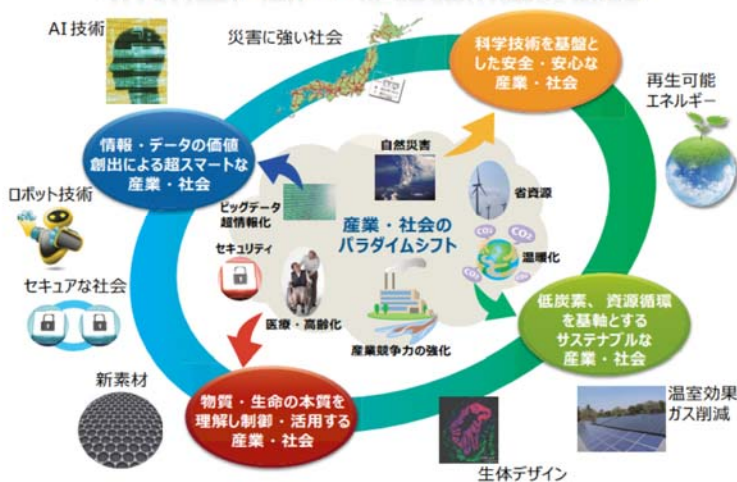 AI技術
災害に強い社会
科学技術を基盤と
した安全・安心な
産業・社会
再生可能
エネルギー
情報・データの価値
創出による超スマートな
産業・社会
自然災害
省資源
ロボット技術
ビッグデータ
超情報化
産業・社会の
パラダイムシフト
セキュリティ
CO2
CO2
温暖化
セキュアな社会
医療・高齢化
産業競争力の強化
低炭素、資源循環
を基軸とする
サステナブルな
産業・社会
新素材
物質・生命の本質を
理解し制御・活用する
産業・社会
温室効果
ガス削減
生体デザイン